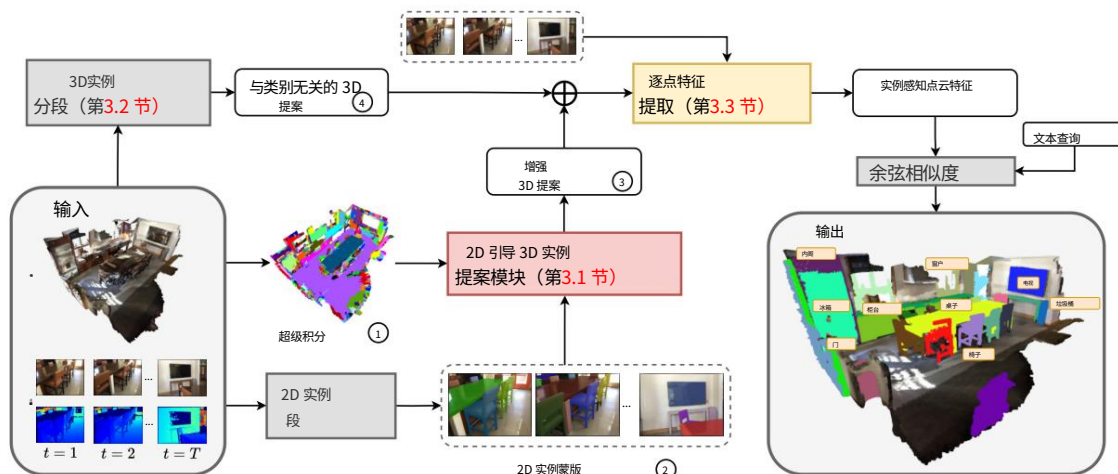 ...
3D实例
分段（第3.2 节）
与类别无关的 3D
提案
④
逐点特征
提取（第3.3 节）
实例感知点云特征
文本查询
增强
3D 提案
③
余弦相似度
输入
2D 引导 3D 实例
提案模块（第3.1 节）
超级积分
①
输出
内阁
窗户
电视
冰箱
柜台
桌子
垃圾桶
门
椅子
...
...
t = 1
t = 2
t = T
2D 实例
段
...
2D 实例蒙版
②